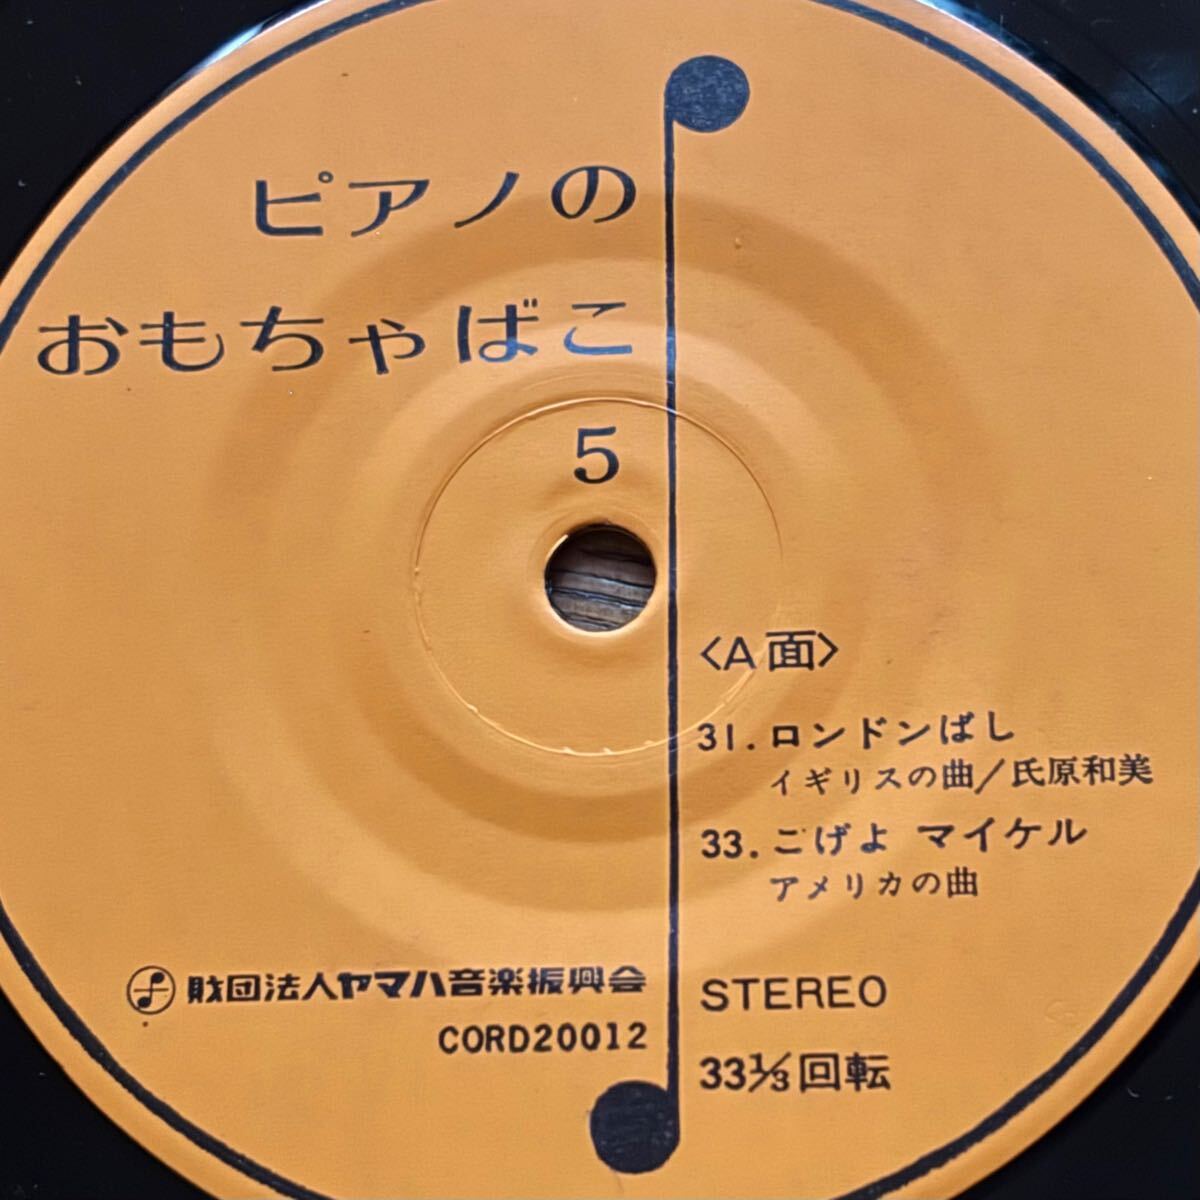 ピアノの
おもちゃばこ
5
〈A面〉
31. ロンドンばし
イギリスの曲/氏原和美
33. こげよ マイケル
アメリカの曲
財団法人ヤマハ音楽振興会
CORD20012
STEREO
33⅓回転